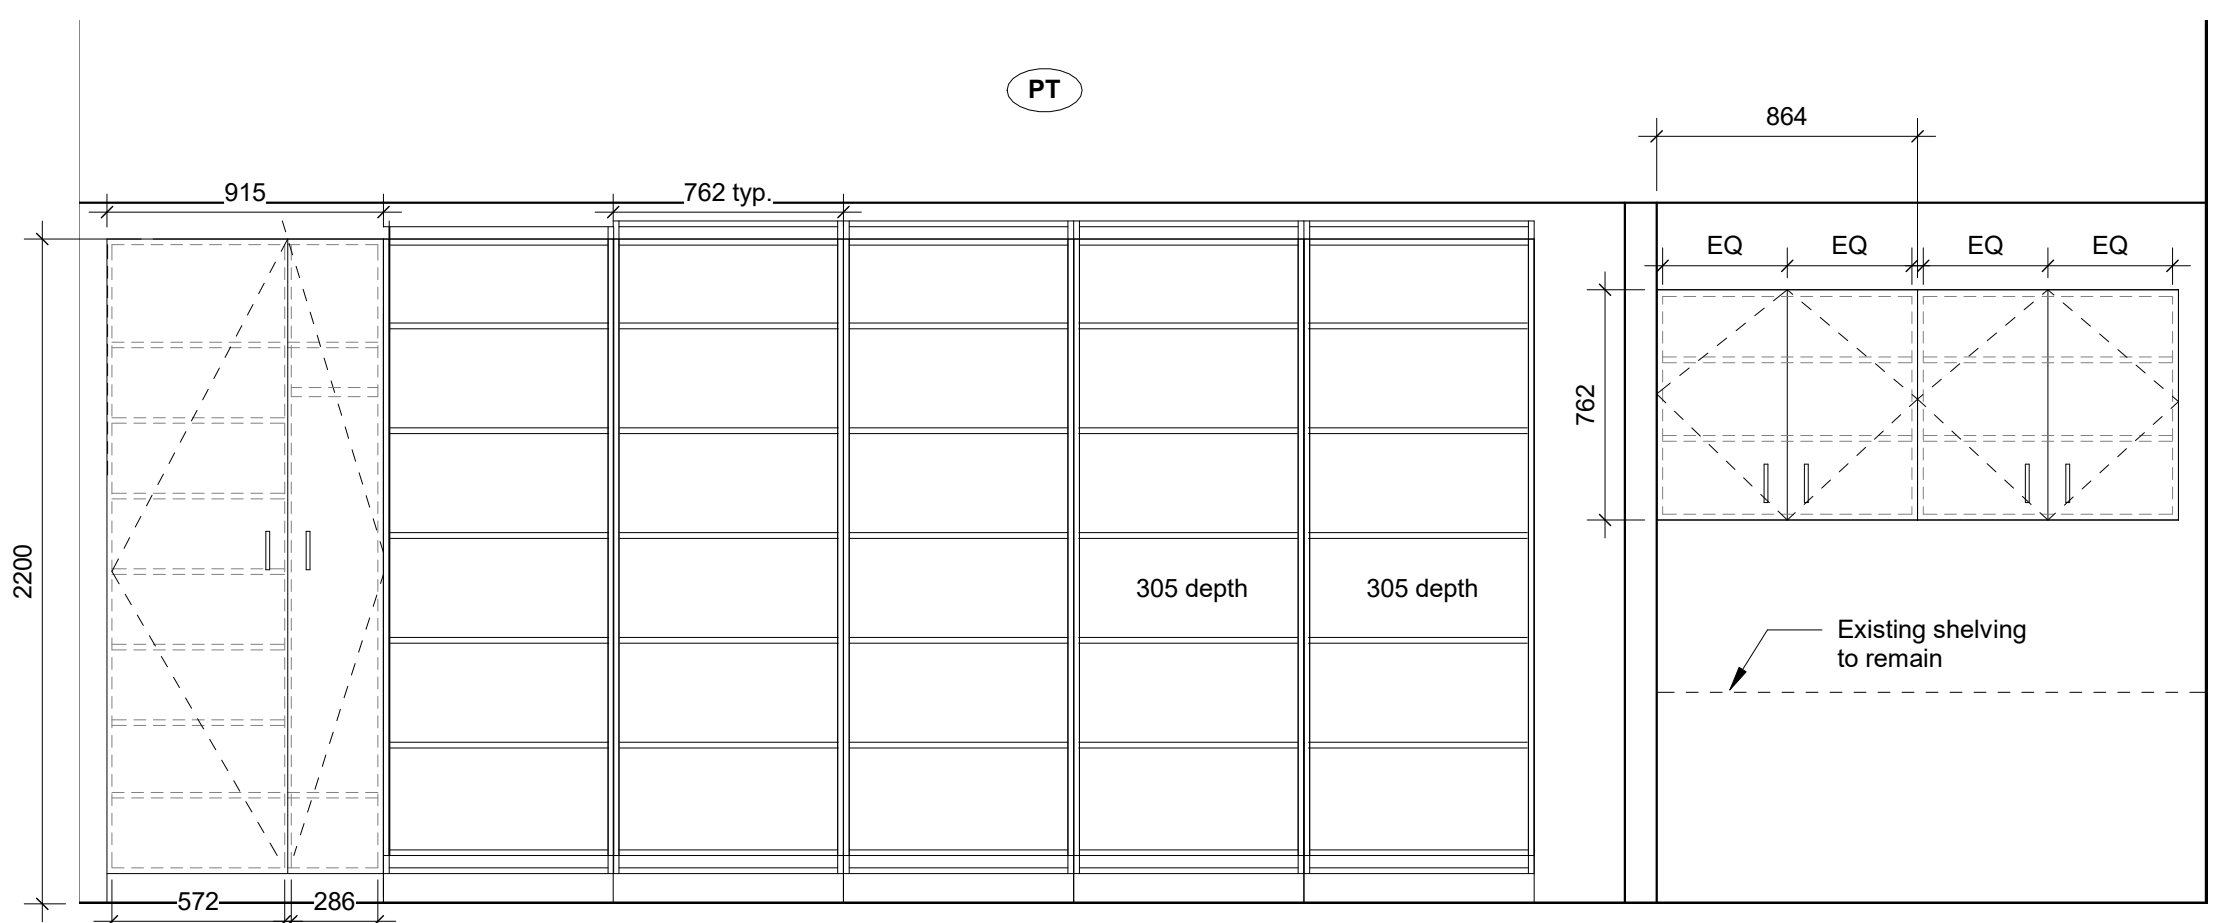 PT
864
915
762 typ.
EQ
EQ
EQ
EQ
762
2200
305 depth
305 depth
Existing shelving
to remain
572
286